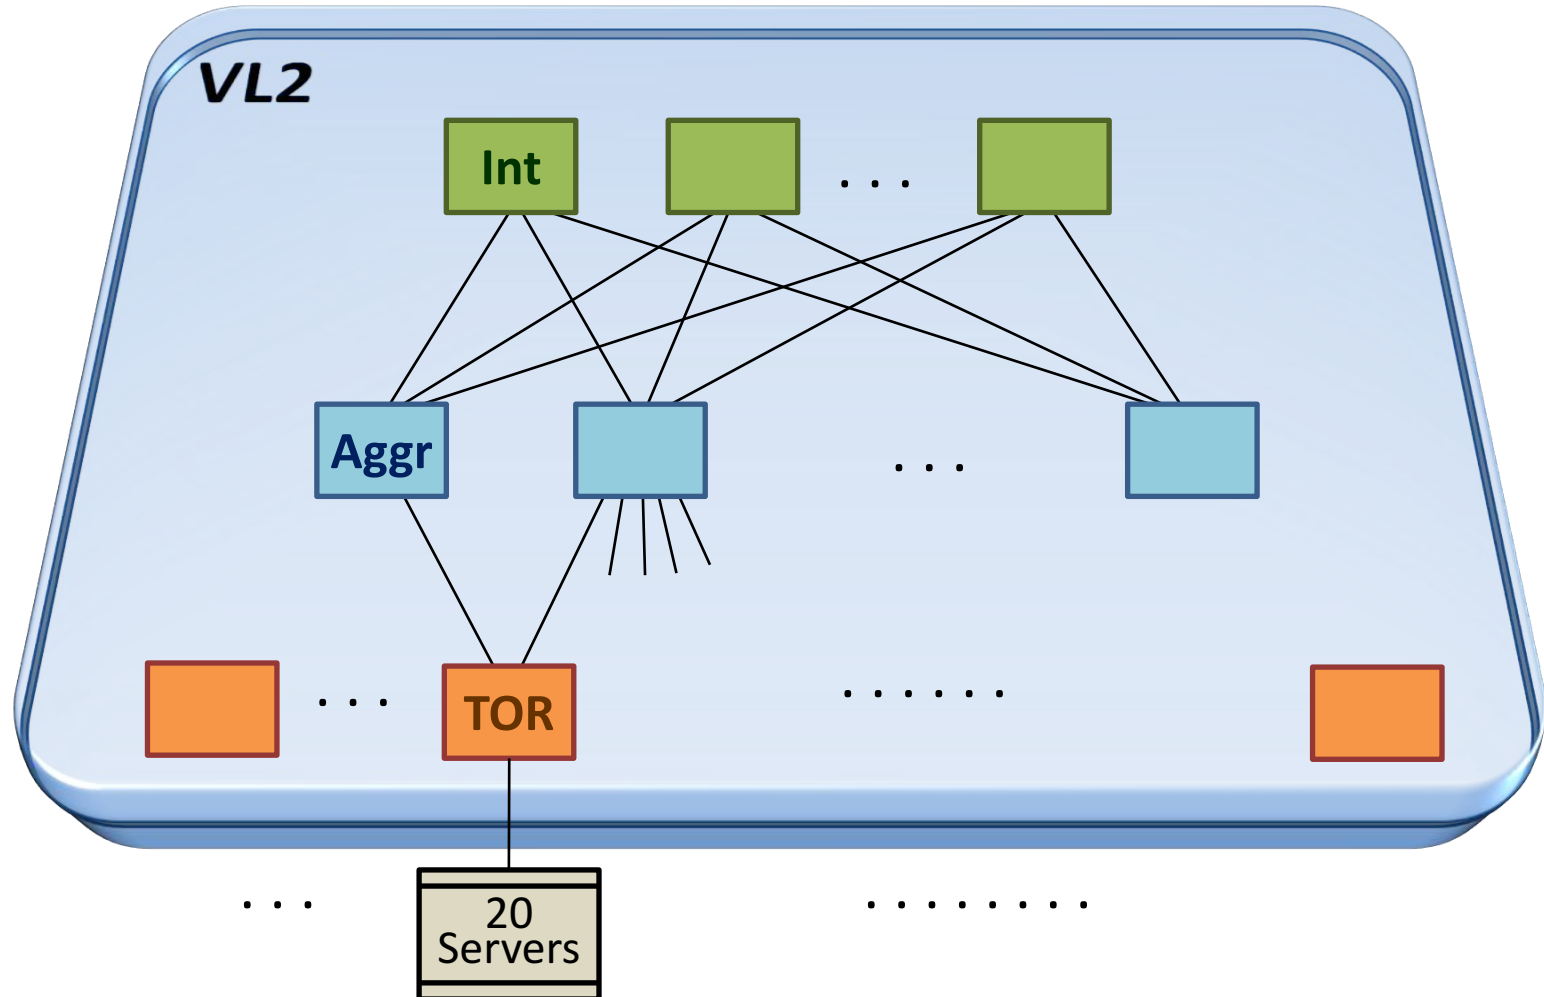 VL2
Int
. . .
Aggr
. . .
. . .
TOR
. . . . . .
. . .
20
Servers
. . . . . . . .